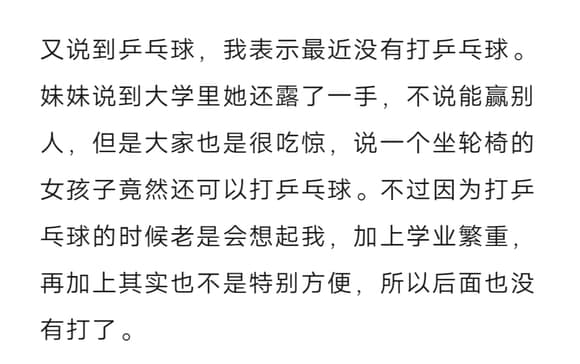 又说到乒乓球，我表示最近没有打乒乓球。
妹妹说到大学里她还露了一手，不说能赢别
人，但是大家也是很吃惊，说一个坐轮椅的
女孩子竟然还可以打乒乓球。不过因为打乒
乓球的时候老是会想起我，加上学业繁重，
再加上其实也不是特别方便，所以后面也没
有打了。